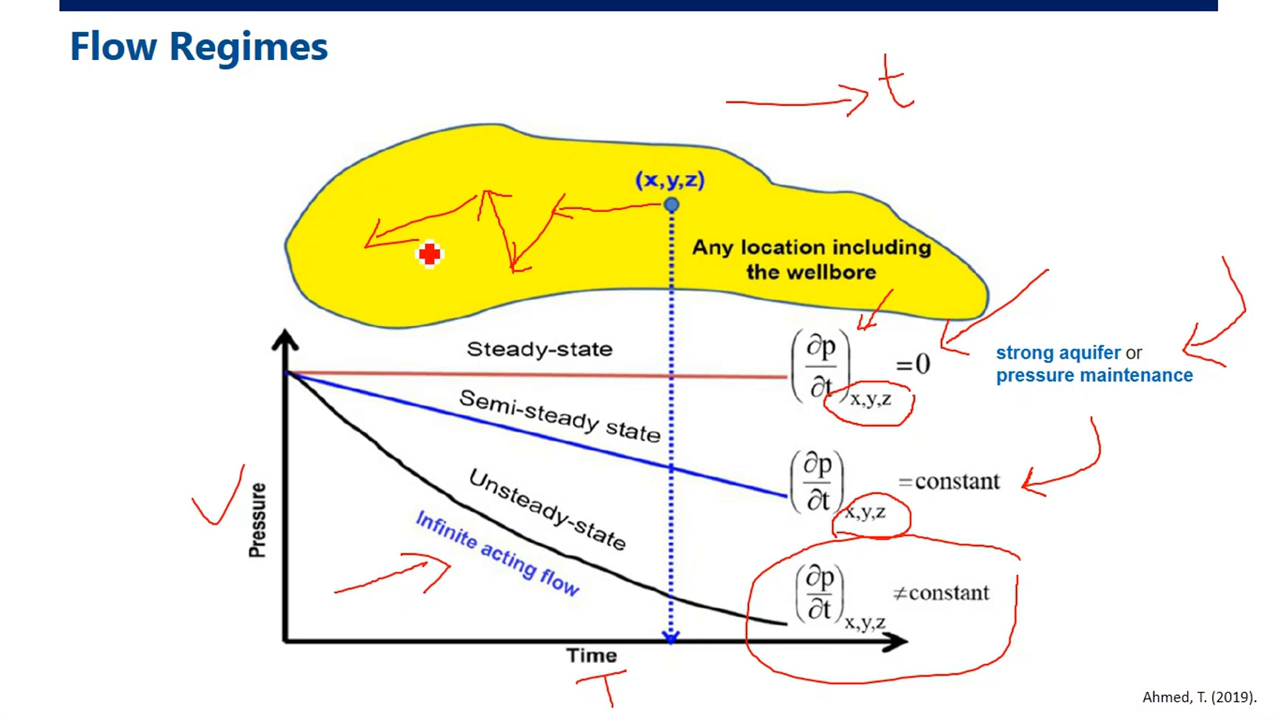 Flow Regimes
t
(x,y,z)
Any location including
the wellbore
Steady-state
(∂p/∂t)x,y,z =0
strong aquifer or
pressure maintenance
Semi-steady state
(∂p/∂t)x,y,z =constant
Unsteady-state
Infinite acting flow
(∂p/∂t)x,y,z ≠constant
Pressure
Time
T
Ahmed, T. (2019).